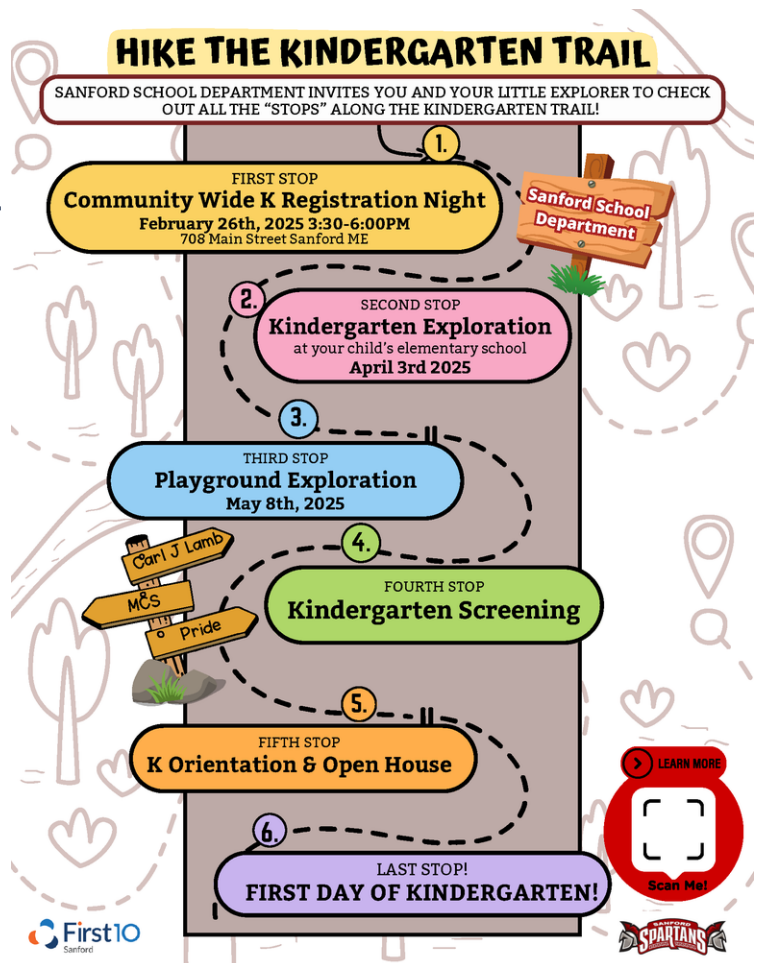 HIKE THE KINDERGARTEN TRAIL
SANFORD SCHOOL DEPARTMENT INVITES YOU AND YOUR LITTLE EXPLORER TO CHECK
OUT ALL THE “STOPS” ALONG THE KINDERGARTEN TRAIL!
1.
FIRST STOP
Community Wide K Registration Night
February 26th, 2025 3:30-6:00PM
708 Main Street Sanford ME
Sanford School
Department
2.
SECOND STOP
Kindergarten Exploration
at your child's elementary school
April 3rd 2025
3.
THIRD STOP
Playground Exploration
May 8th, 2025
Carl J Lamb
MCS
Pride
4.
FOURTH STOP
Kindergarten Screening
5.
FIFTH STOP
K Orientation & Open House
6.
LAST STOP!
FIRST DAY OF KINDERGARTEN!
LEARN MORE
Scan Me!
First10
Sanford
SANFORD
SPARTANS